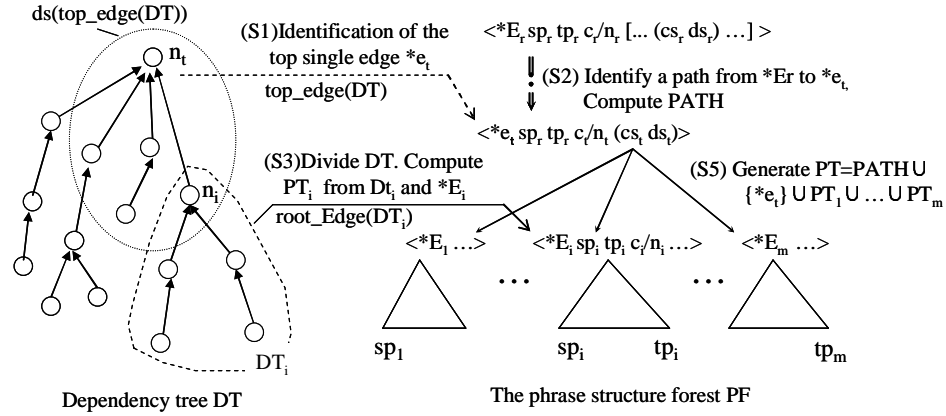 ds(top_edge(DT))
n_t
(S1)Identification of the
top single edge *e_t
top_edge(DT)
<*E_r sp_r tp_r c_r/n_r [... (cs_r ds_r) …] >
(S2) Identify a path from *Er to *e_t,
Compute PATH
<*e_t sp_r tp_r c_t/n_t (cs_t ds_t)>
(S3)Divide DT. Compute
PT_i from Dt_i and *E_i
root_Edge(DT_i)
(S5) Generate PT=PATH∪
{*e_t} ∪ PT_1 ∪ … ∪ PT_m
n_i
<*E_1 …>
<*E_i sp_i tp_i c_i/n_i …>
<*E_m …>
…
…
sp_1
sp_i
tp_i
tp_m
DT_i
Dependency tree DT
The phrase structure forest PF